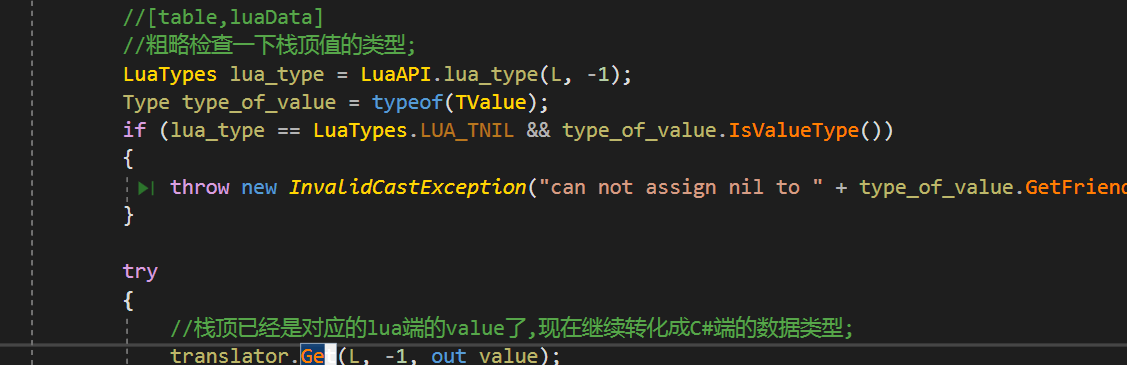 //[table,luaData]
//粗略检查一下栈顶值的类型;
LuaTypes lua_type = LuaAPI.lua_type(L, -1);
Type type_of_value = typeof(TValue);
if (lua_type == LuaTypes.LUA_TNIL && type_of_value.IsValueType())
{
throw new InvalidCastException("can not assign nil to " + type_of_value.GetFriend
}
try
{
//栈顶已经是对应的lua端的value了,现在继续转化成C#端的数据类型;
translator.Get(L, -1, out value);